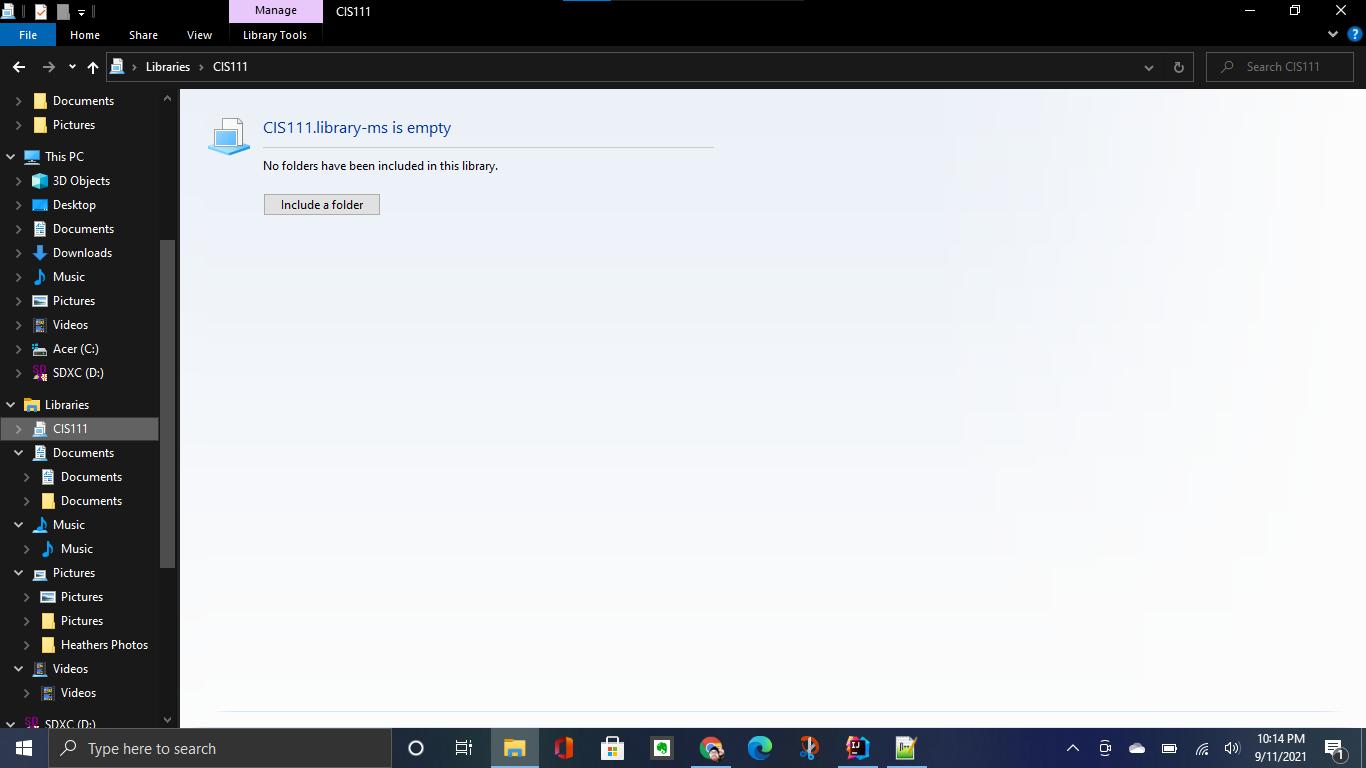 Manage
CIS111
File
Home
Share
View
Library Tools
Libraries
CIS111
Search CIS111
Documents
Pictures
This PC
3D Objects
Desktop
Documents
Downloads
Music
Pictures
Videos
Acer (C:)
SDXC (D:)
Libraries
CIS111
Documents
Documents
Documents
Music
Music
Pictures
Pictures
Pictures
Heathers Photos
Videos
Videos
SDXC (D:)
CIS111.library-ms is empty
No folders have been included in this library.
Include a folder
Type here to search
10:14 PM
9/11/2021
1